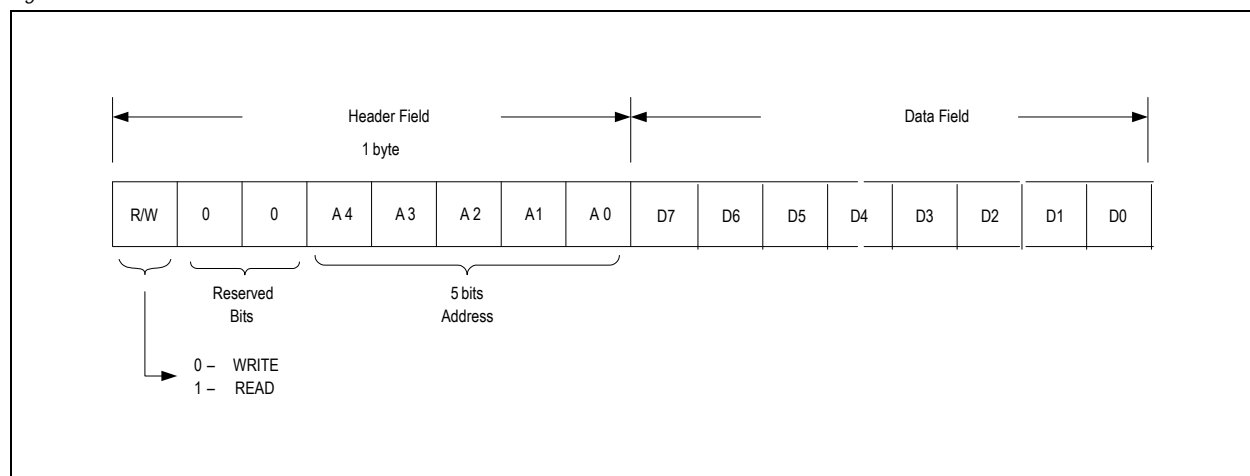 Header Field Data Field
1 byte
R/W 0 0 A 4 A 3 A 2 A1 A 0 D7 D6 D5 D4 D3 D2 D1 D0
Reserved
Bits
5 bits
Address
0 – WRITE
1 – READ